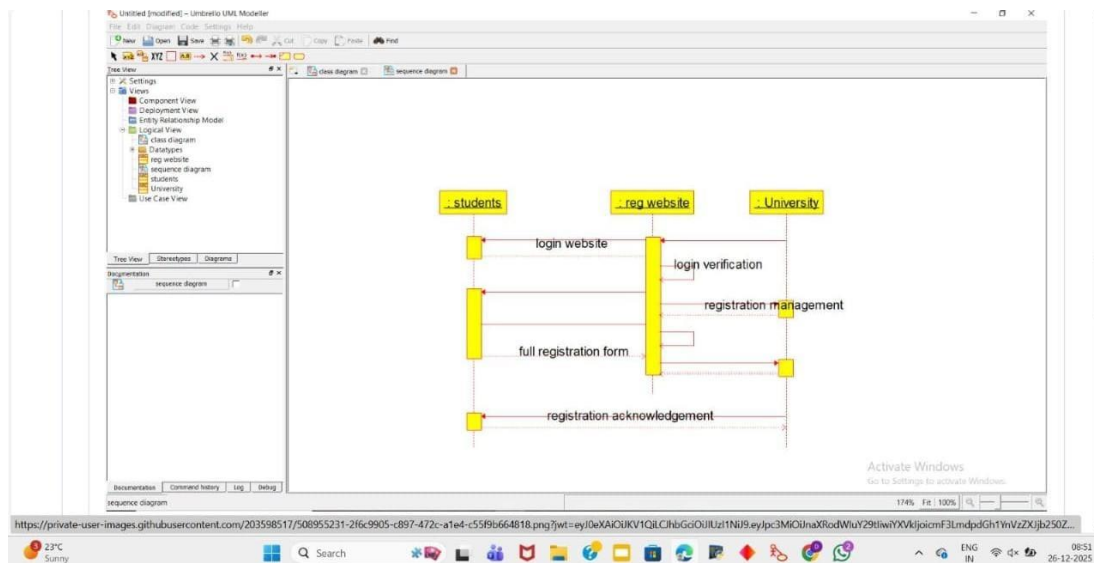 Untitled [modified] – Umbrello UML Modeller
File Edit Diagram Code Settings Help
New Open Save Cut Copy Paste Find
XYZ
Tree View
class diagram
sequence diagram
Settings
Views
Component View
Deployment View
Entity Relationship Model
Logical View
class diagram
Datatypes
reg website
sequence diagram
students
University
Use Case View
Tree View Stereotypes Diagrams
Documentation
sequence diagram
: students : reg website : University
login website
login verification
registration management
full registration form
registration acknowledgement
Activate Windows
Go to Settings to activate Windows.
Documentation Command history Log Debug
sequence diagram
174% Fit 100%
23°C
Sunny
Search
ENG
IN
08:51
26-12-2025